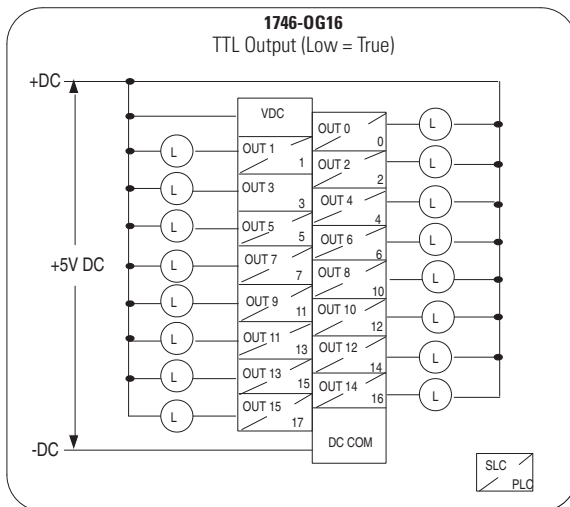 1746-OG16
TTL Output (Low = True)
+DC
VDC
OUT 0
0
L
L
OUT 1
1
OUT 2
2
L
L
OUT 3
3
OUT 4
4
L
L
OUT 5
5
OUT 6
6
L
+5V DC
L
OUT 7
7
OUT 8
10
L
L
OUT 9
11
OUT 10
12
L
L
OUT 11
13
OUT 12
14
L
L
OUT 13
15
OUT 14
16
L
L
OUT 15
17
-DC
DC COM
SLC
PLC